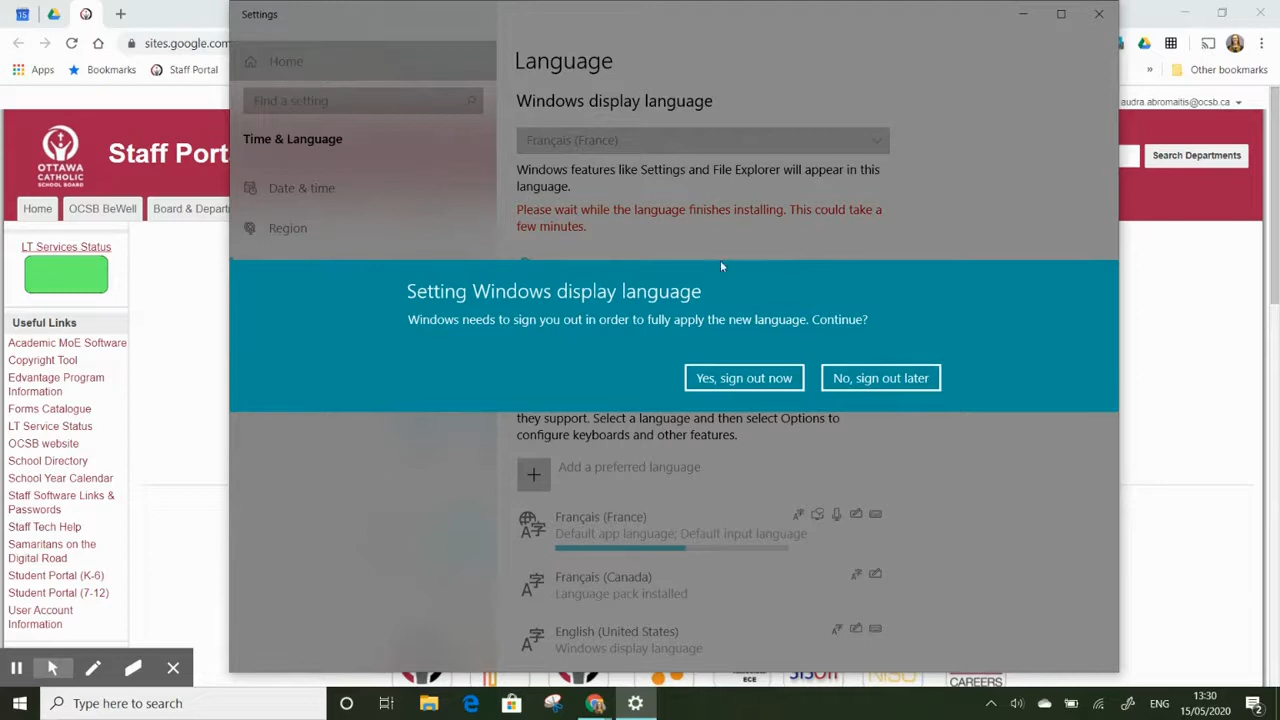 15
Settings
sites.google.com
Apps
Bookmarks
Staff Portal
»
Other bookmarks
audra.abromaitis@ocsb.ca
OTTAWA
CATHOLIC
SCHOOL
BOARD
Staff Port
Search Departments
Home
OCSB BeWell
Board & Depart
LT Services Status
Useful Links
Academic MoE Software
Copyright Tool
Edvantage Program
Information
Forms Catalogue
LT Service Status
OCSB website
School Directory
School Year Calendar
Staff Software Links &
Passwords
Staff Tech Help
Samaritans on the
Digital Road
Student Portal (K-6)
Student Portal (7-12)
User Account
Information
Home
Find a setting
Time & Language
Date & time
Region
Language
Windows display language
Français (France)
Windows features like Settings and File Explorer will appear in this
language.
Please wait while the language finishes installing. This could take a
few minutes.
Setting Windows display language
Windows needs to sign you out in order to fully apply the new language. Continue?
Yes, sign out now
No, sign out later
they support. Select a language and then select Options to
configure keyboards and other features.
Add a preferred language
Français (France)
Default app language; Default input language
Français (Canada)
Language pack installed
English (United States)
Windows display language
ECE
CAREERS
Type here to search
ENG
13:30
15/05/2020
2